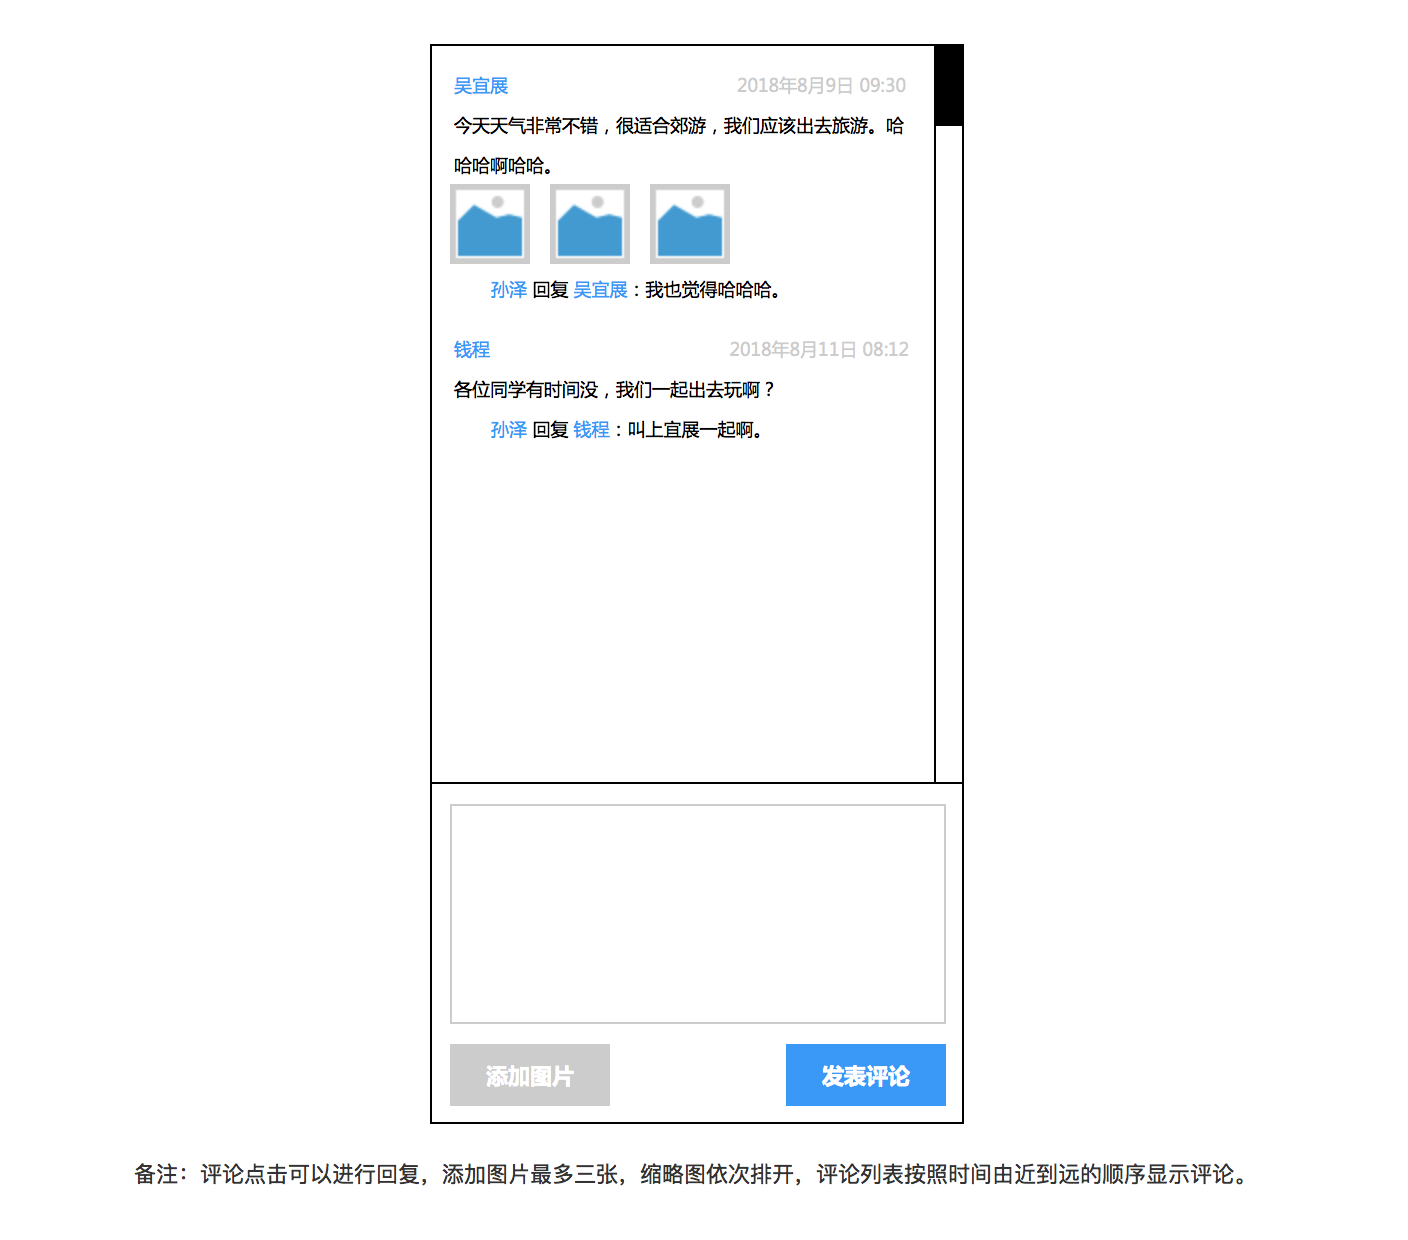 吴宜展 2018年8月9日 09:30
今天天气非常不错，很适合郊游，我们应该出去旅游。哈
哈哈哈啊哈哈。
孙泽 回复 吴宜展：我也觉得哈哈哈。
钱程 2018年8月11日 08:12
各位同学有时间没，我们一起出去玩啊？
孙泽 回复 钱程：叫上宜展一起啊。
添加图片 发表评论
备注：评论点击可以进行回复，添加图片最多三张，缩略图依次排开，评论列表按照时间由近到远的顺序显示评论。